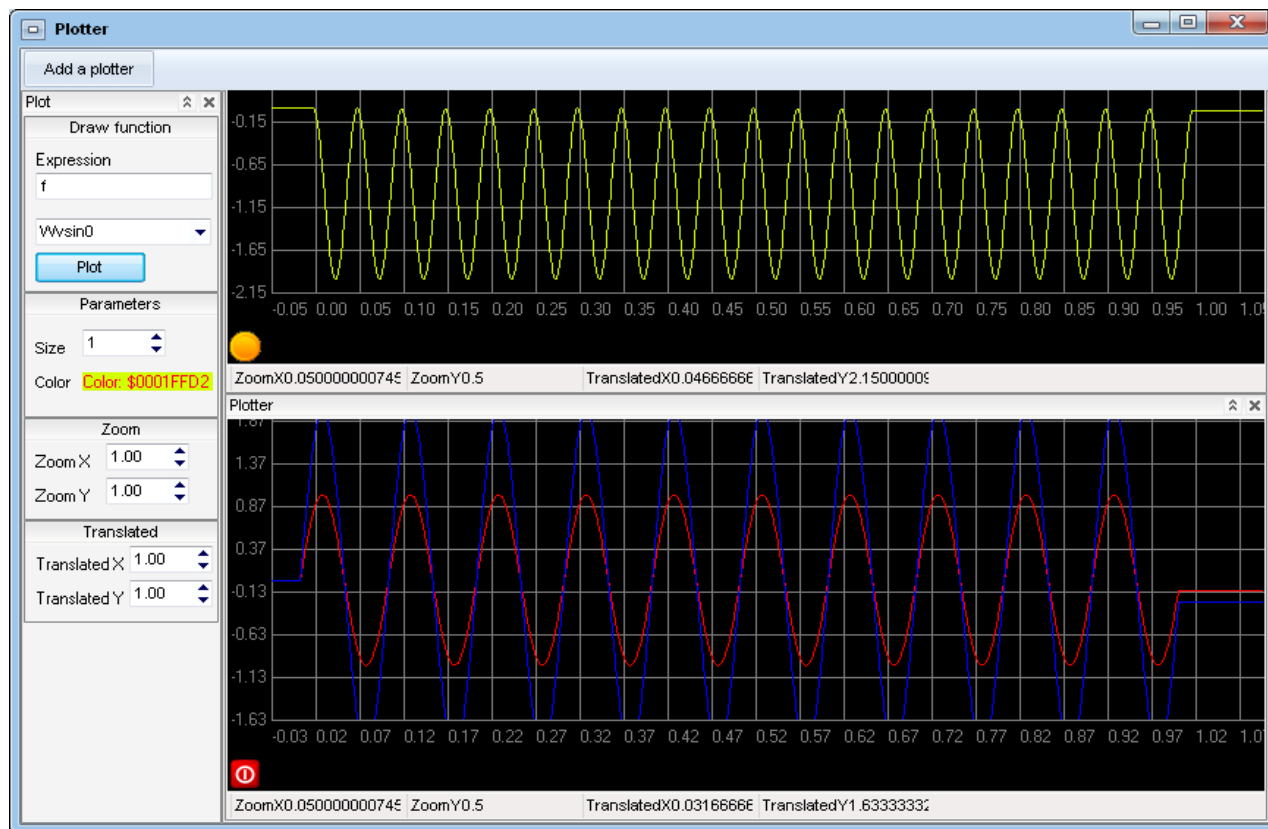 Plotter
Add a plotter
Plot
Draw function
Expression
f
Wvsin0
Plot
Parameters
Size 1
Color Color: $0001FFD2
Zoom
Zoom X 1.00
Zoom Y 1.00
Translated
Translated X 1.00
Translated Y 1.00
-0.15
-0.65
-1.15
-1.65
-2.15
-0.05 0.00 0.05 0.10 0.15 0.20 0.25 0.30 0.35 0.40 0.45 0.50 0.55 0.60 0.65 0.70 0.75 0.80 0.85 0.90 0.95 1.00 1.05
ZoomX0.050000000745 ZoomY0.5 TranslatedX0.04666666 TranslatedY2.15000009
Plotter
1.87
1.37
0.87
0.37
-0.13
-0.63
-1.13
-1.63
-0.03 0.02 0.07 0.12 0.17 0.22 0.27 0.32 0.37 0.42 0.47 0.52 0.57 0.62 0.67 0.72 0.77 0.82 0.87 0.92 0.97 1.02 1.0
ZoomX0.050000000745 ZoomY0.5 TranslatedX0.03166666 TranslatedY1.63333332